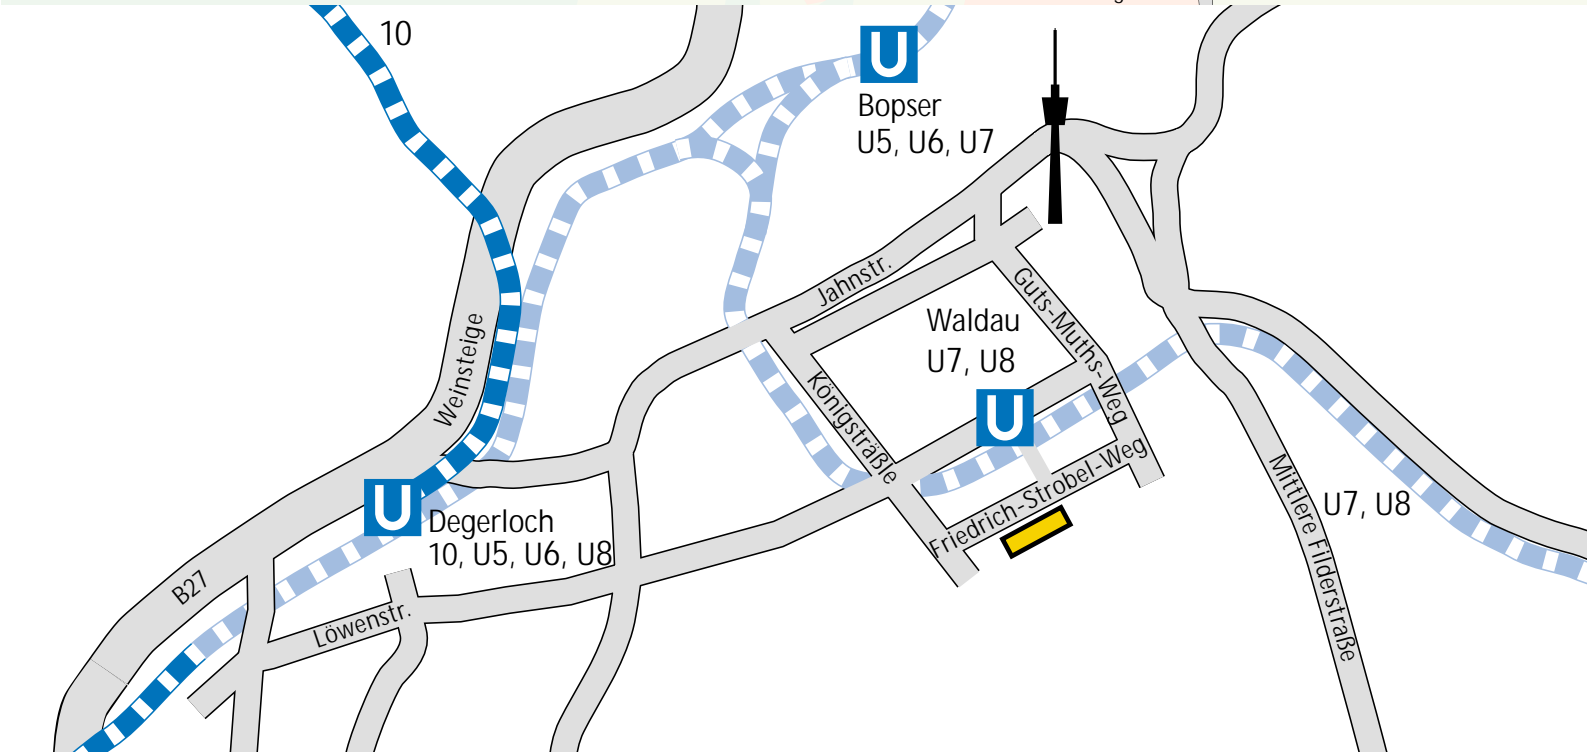 10
U
Bopser
U5, U6, U7
Jahnstr.
Guts-Muths-Weg
Weinsteige
Waldau
U7, U8
U
Königsträßle
Friedrich-Strobel-Weg
Mittlere Filderstraße
U7, U8
U
Degerloch
10, U5, U6, U8
B27
Löwenstr.